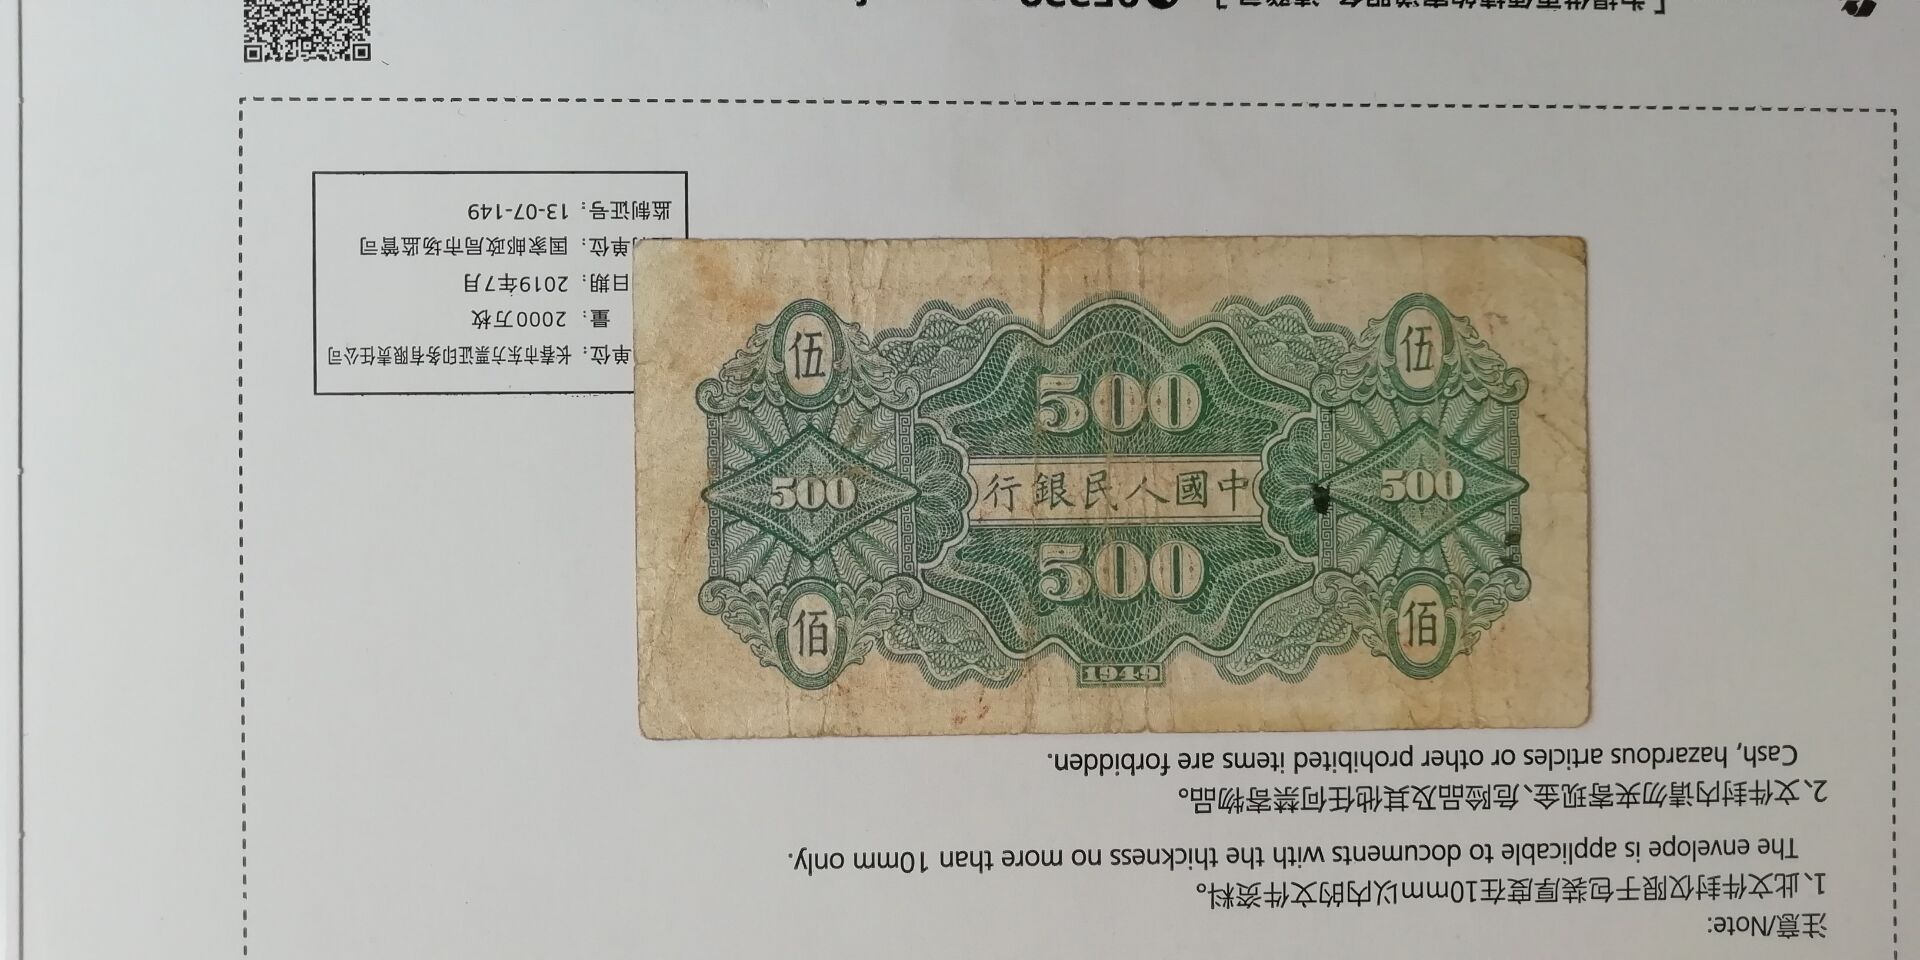 伍
伍
500
500
500
中國人民銀行
500
佰
佰
1949
注意/Note:
1、此文件封仅限于包装厚度在10mm以内的文件资料。
The envelope is applicable to documents with the thickness no more than 10mm only.
2、文件封内请勿夹寄现金、危险品及其他任何禁寄物品。
Cash, hazardous articles or other prohibited items are forbidden.
单位：长春市东方票证印务有限责任公司
量：2000万枚
日期：2019年7月
单位：国家邮政局市场监管司
监制证号：13-07-149